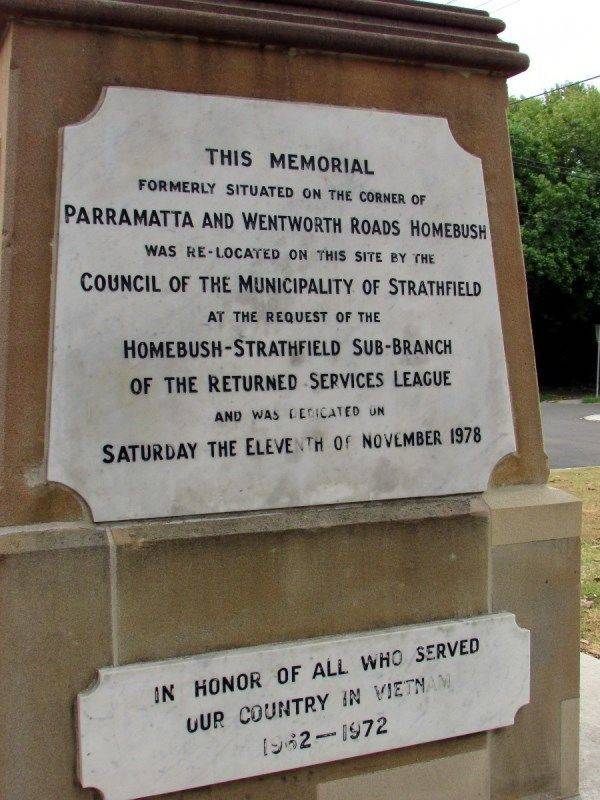 THIS MEMORIAL
FORMERLY SITUATED ON THE CORNER OF
PARRAMATTA AND WENTWORTH ROADS HOMEBUSH
WAS RE-LOCATED ON THIS SITE BY THE
COUNCIL OF THE MUNICIPALITY OF STRATHFIELD
AT THE REQUEST OF THE
HOMEBUSH-STRATHFIELD SUB-BRANCH
OF THE RETURNED SERVICES LEAGUE
AND WAS DEDICATED ON
SATURDAY THE ELEVENTH OF NOVEMBER 1978
IN HONOR OF ALL WHO SERVED
OUR COUNTRY IN VIETNAM
1962—1972